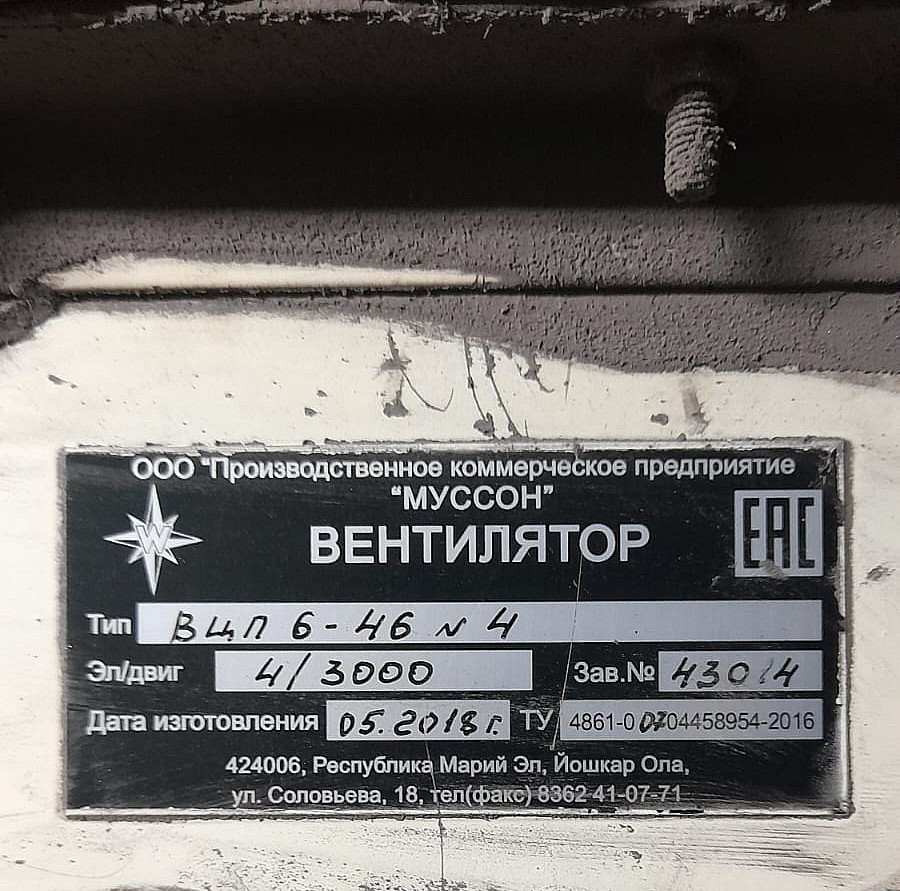 ООО "Производственное коммерческое предприятие
"МУССОН"
W
ВЕНТИЛЯТОР
EAC
Тип ВЦП 6-46 N 4
Эл/двиг 4/3000 Зав.№ 43014
Дата изготовления 05.2018г. ТУ 4861-00704458954-2016
424006, Республика Марий Эл, Йошкар Ола,
ул. Соловьева, 18, тел(факс) 8362 41-07-71